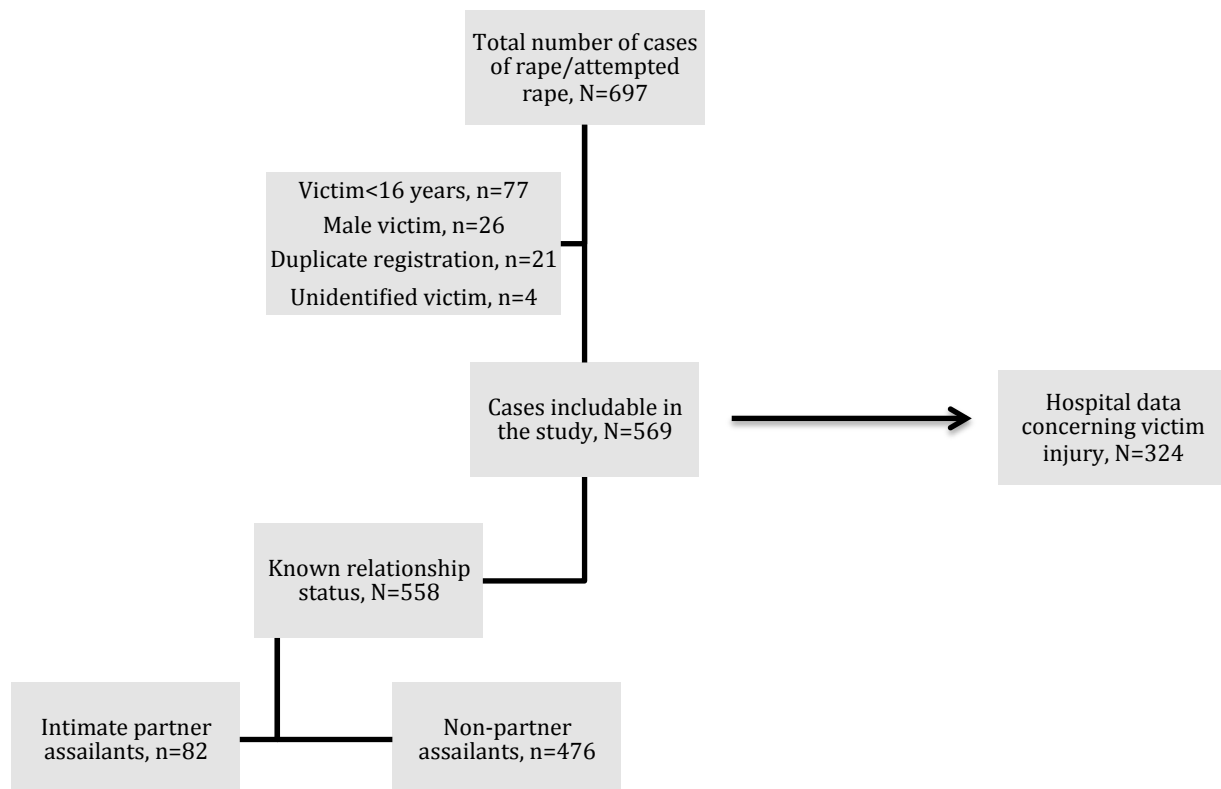 Total number of cases
of rape/attempted
rape, N=697
Victim<16 years, n=77
Male victim, n=26
Duplicate registration, n=21
Unidentified victim, n=4
Cases includable in
the study, N=569
Hospital data
concerning victim
injury, N=324
Known relationship
status, N=558
Intimate partner
assailants, n=82
Non-partner
assailants, n=476